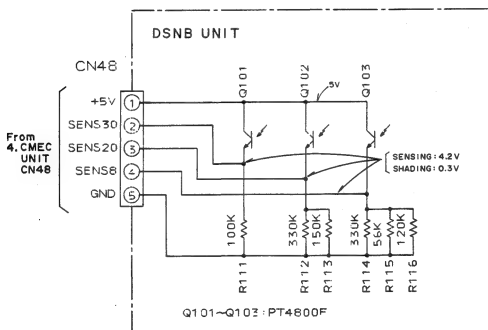 DSNB UNIT
CN48
Q101
Q102
Q103
+5V
1
5V
SENS30
2
SENS20
3
SENS8
4
GND
5
From
4. CMEC
UNIT
CN48
SENSING:4.2V
SHADING:0.3V
100K
330K
150K
330K
56K
120K
R111
R112
R113
R114
R115
R116
Q101~Q103:PT4800F